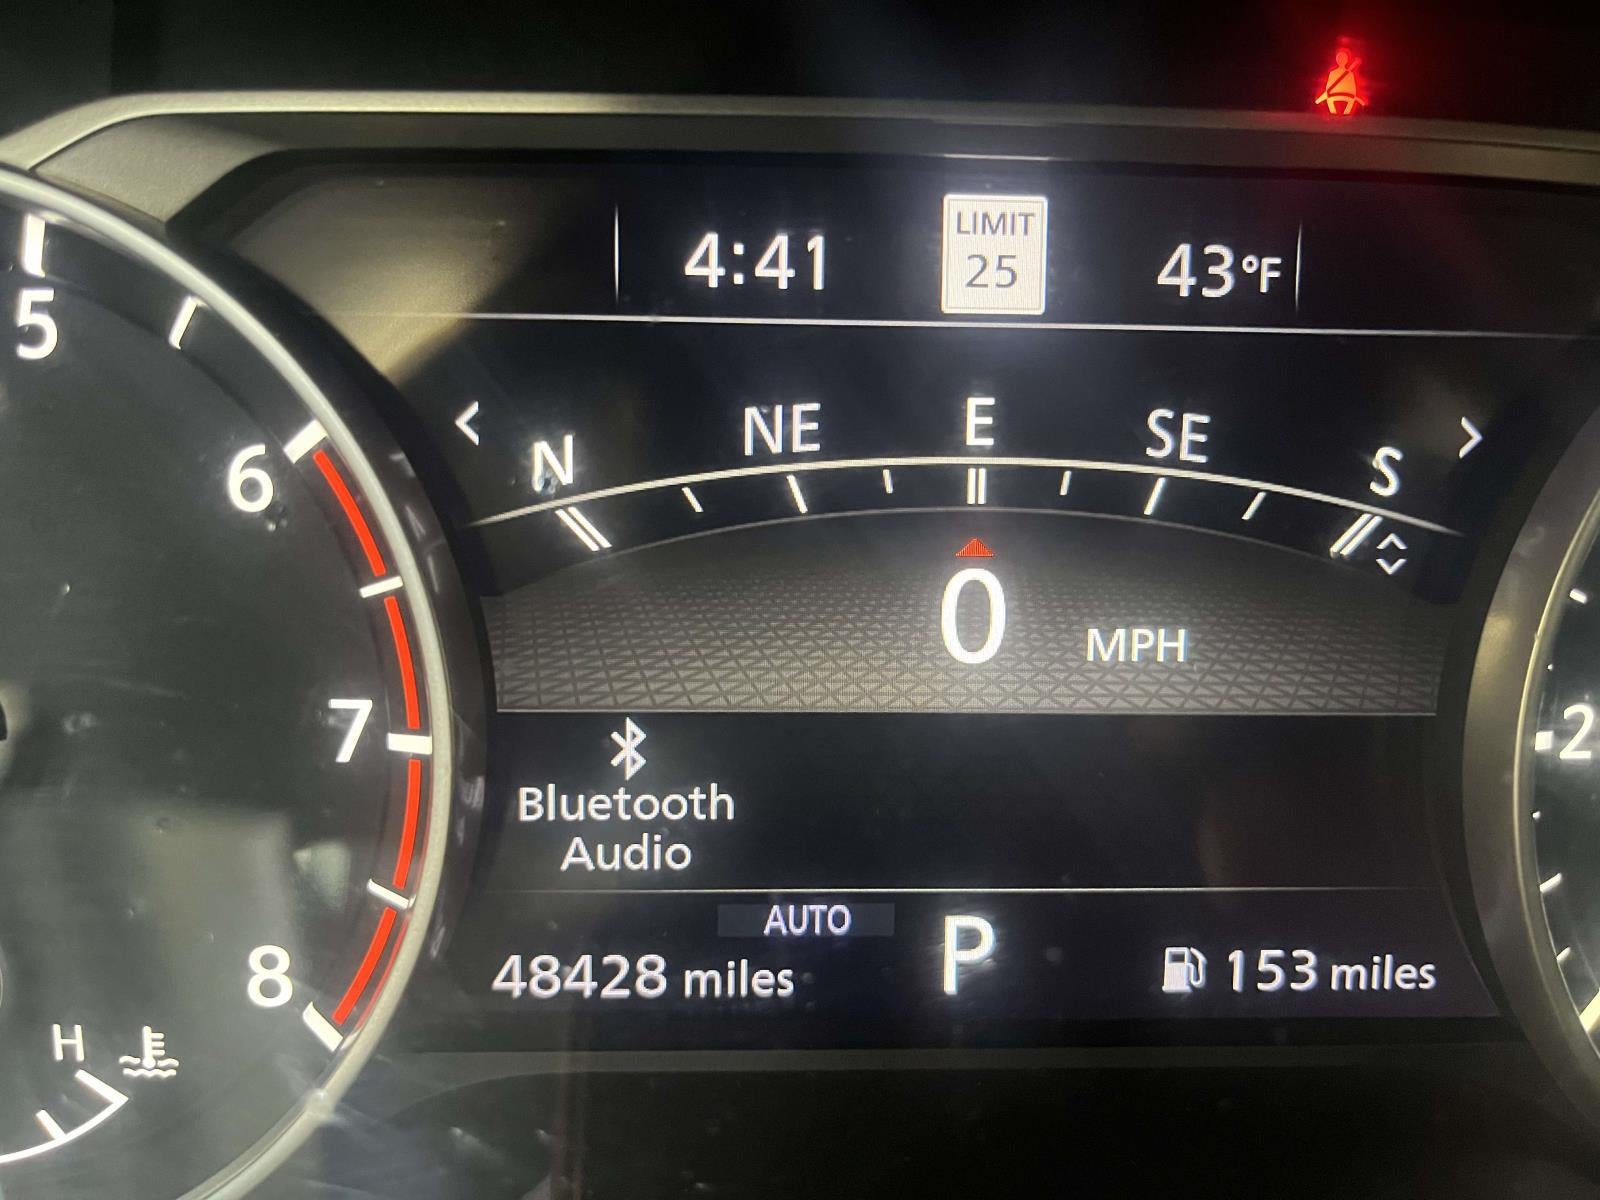 4:41
LIMIT
25
43°F
< >
N NE E SE S
5
6
7
8
H
0 MPH
Bluetooth
Audio
AUTO
48428 miles
P
153 miles
2